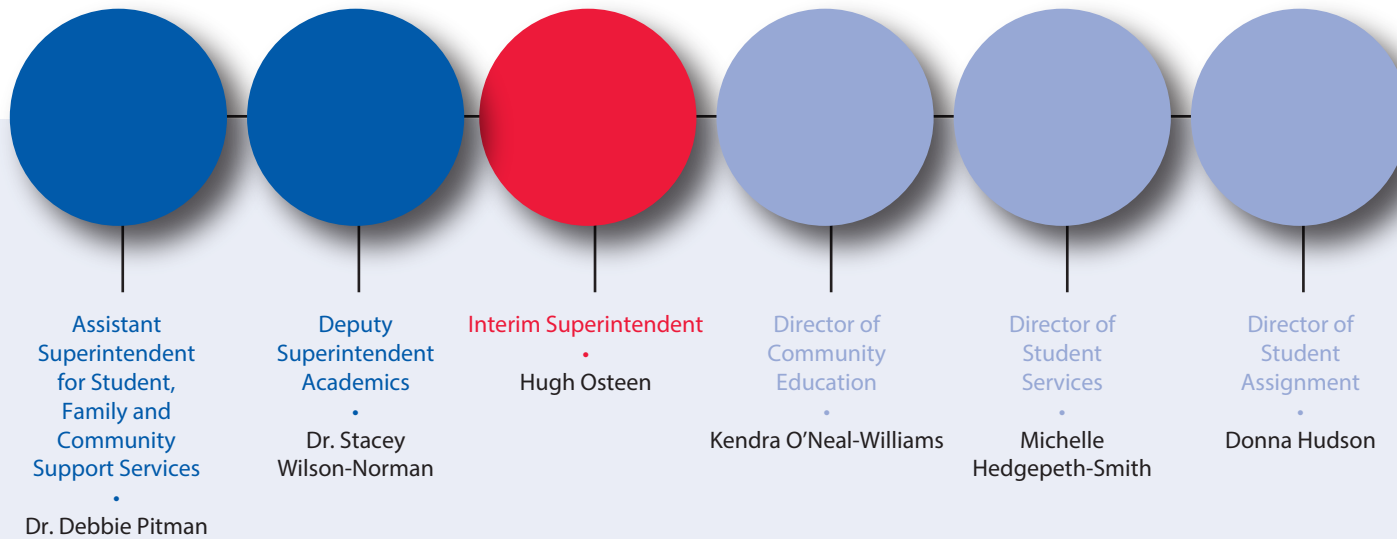 Assistant
Superintendent
for Student,
Family and
Community
Support Services
•
Dr. Debbie Pitman
Deputy
Superintendent
Academics
•
Dr. Stacey
Wilson-Norman
Interim Superintendent
•
Hugh Osteen
Director of
Community
Education
•
Kendra O’Neal-Williams
Director of
Student
Services
•
Michelle
Hedgepeth-Smith
Director of
Student
Assignment
•
Donna Hudson